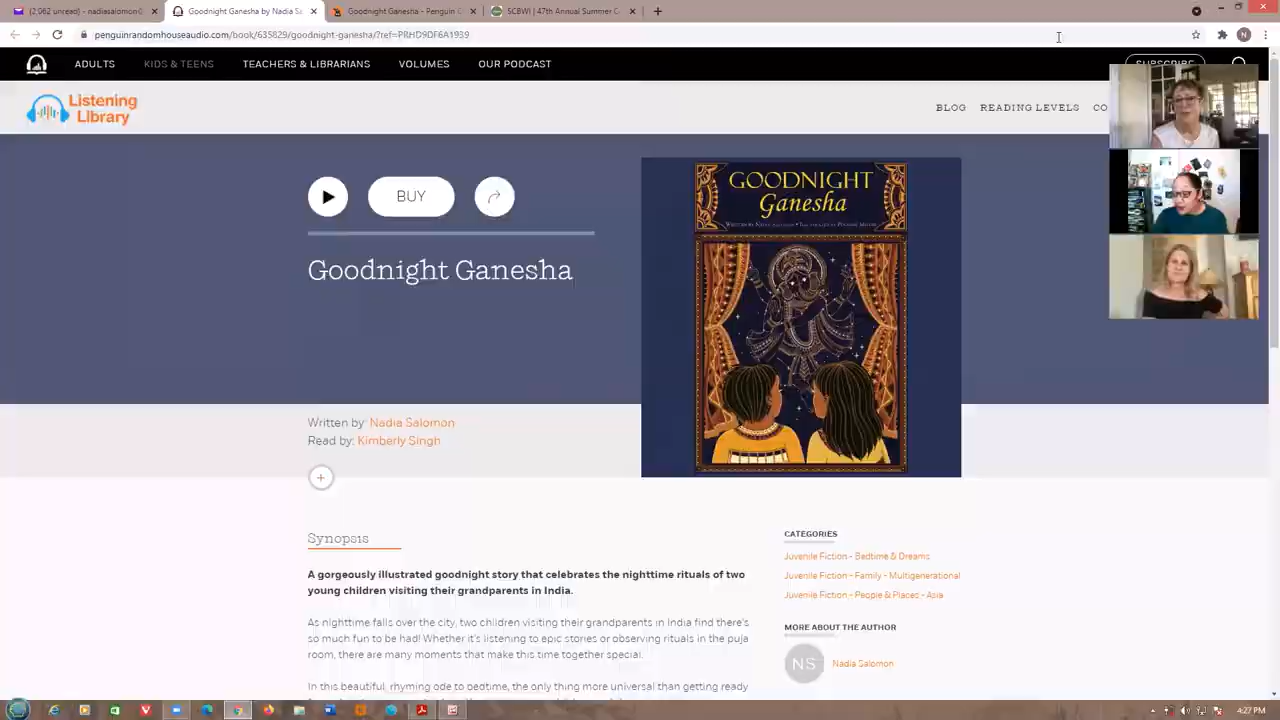 (2,962 unread) - nadiasalomon@
Goodnight Ganesha by Nadia Sa
Goodnight Ganesha - Penguin C
SCBWI | 47th Annual Summer C
penguinrandomhouseaudio.com/book/635829/goodnight-ganesha/?ref=PRHD9DF6A1939
N
ADULTS
KIDS & TEENS
TEACHERS & LIBRARIANS
VOLUMES
OUR PODCAST
SUBSCRIBE
Listening
Library
BLOG
READING LEVELS
CO
BUY
GOODNIGHT
Ganesha
Goodnight Ganesha
Written by: Nadia Salomon
Read by: Kimberly Singh
+
Synopsis
A gorgeously illustrated goodnight story that celebrates the nighttime rituals of two
young children visiting their grandparents in India.
As nighttime falls over the city, two children visiting their grandparents in India find there's
so much fun to be had! Whether it's listening to epic stories or observing rituals in the puja
room, there are many moments that make this time together special.
In this beautiful, rhyming ode to bedtime, the only thing more universal than getting ready
CATEGORIES
Juvenile Fiction - Bedtime & Dreams
Juvenile Fiction - Family - Multigenerational
Juvenile Fiction - People & Places - Asia
MORE ABOUT THE AUTHOR
NS
Nadia Salomon
4:27 PM